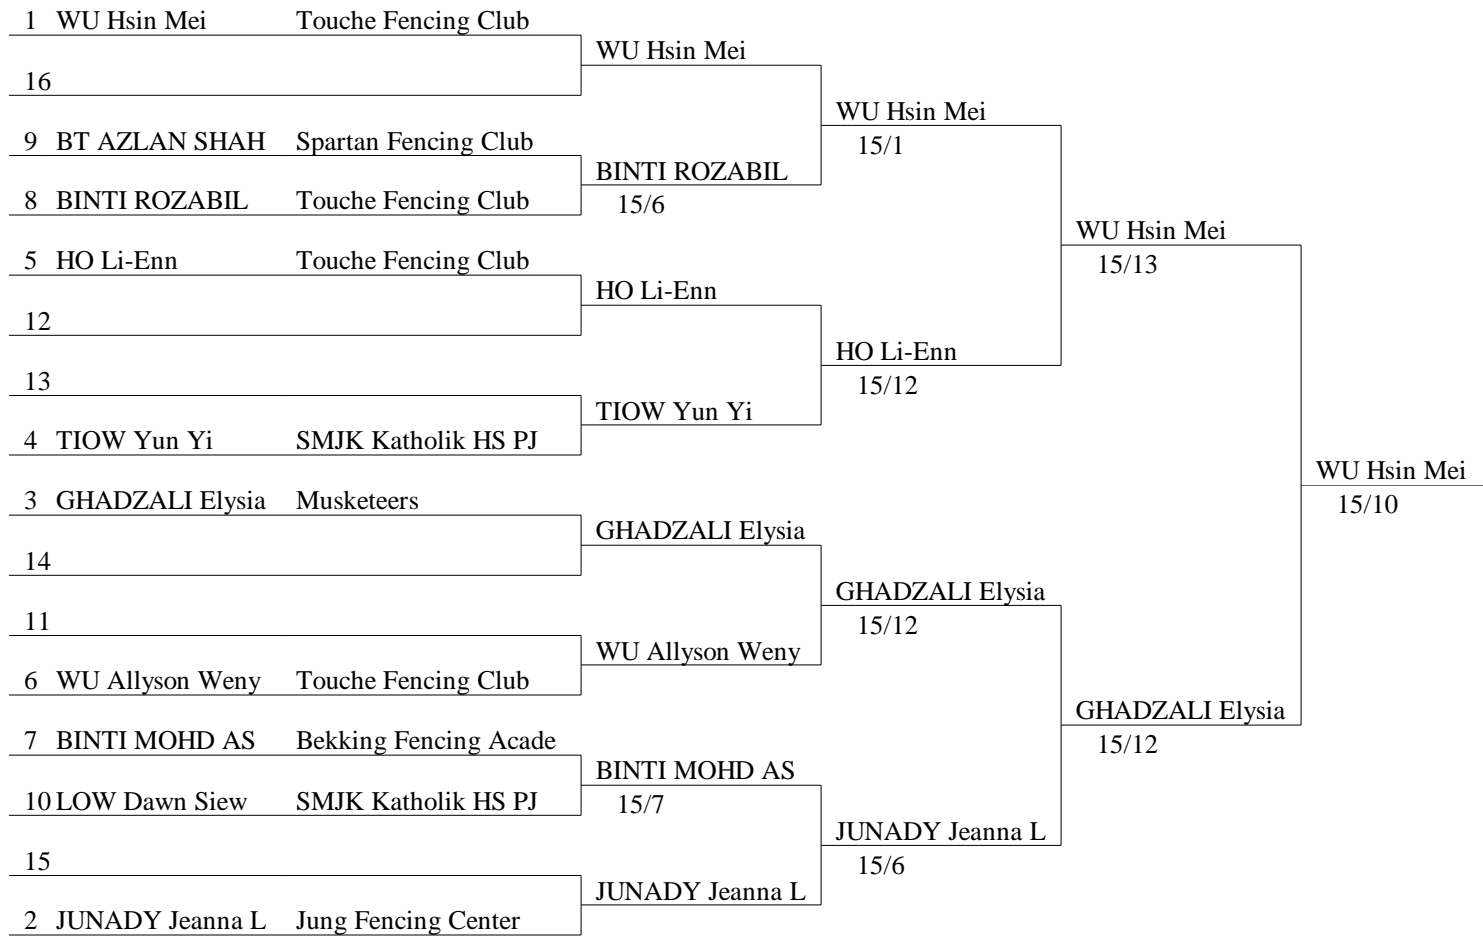 1 WU Hsin Mei Touche Fencing Club
WU Hsin Mei
16
WU Hsin Mei
15/1
9 BT AZLAN SHAH Spartan Fencing Club
BINTI ROZABIL
15/6
8 BINTI ROZABIL Touche Fencing Club
WU Hsin Mei
15/13
5 HO Li-Enn Touche Fencing Club
HO Li-Enn
12
HO Li-Enn
15/12
13
TIOW Yun Yi
4 TIOW Yun Yi SMJK Katholik HS PJ
WU Hsin Mei
15/10
3 GHADZALI Elysia Musketeers
GHADZALI Elysia
14
GHADZALI Elysia
15/12
11
WU Allyson Weny
6 WU Allyson Weny Touche Fencing Club
GHADZALI Elysia
15/12
7 BINTI MOHD AS Bekking Fencing Acade
BINTI MOHD AS
15/7
10 LOW Dawn Siew SMJK Katholik HS PJ
JUNADY Jeanna L
15/6
15
JUNADY Jeanna L
2 JUNADY Jeanna L Jung Fencing Center